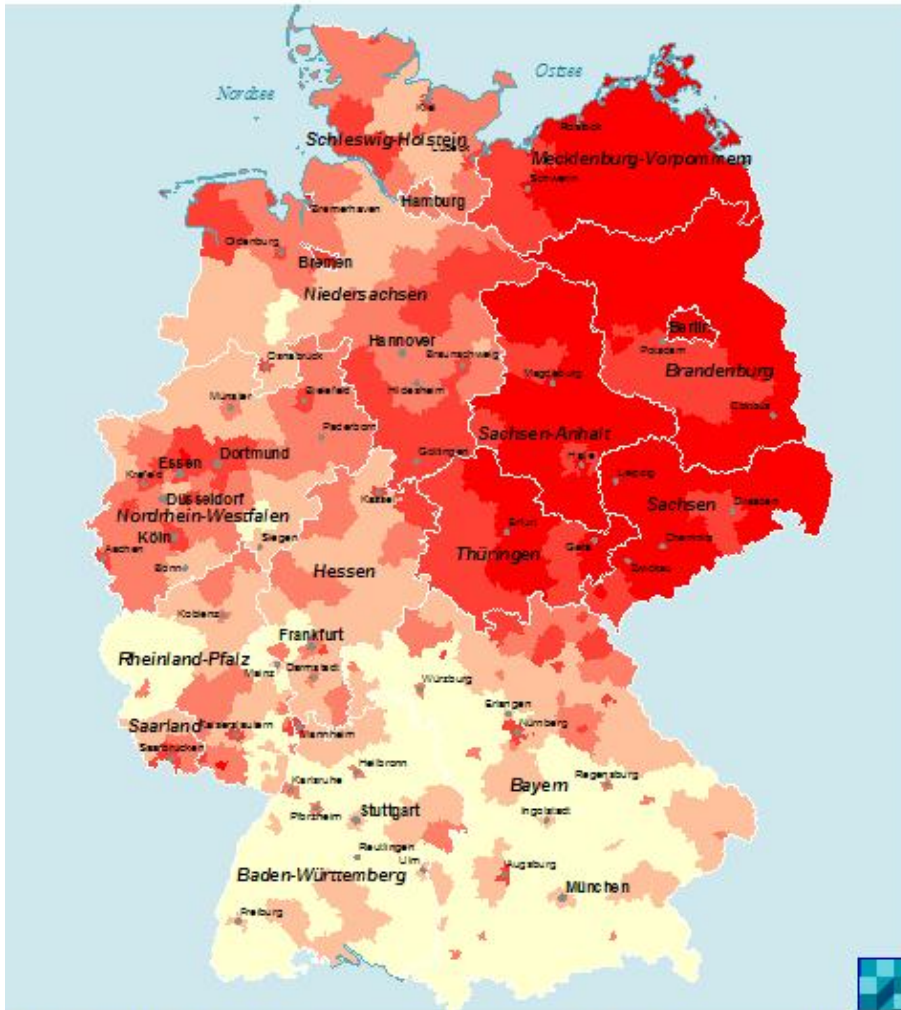 Nordsee
Ostsee
Kiel
Schleswig-Holstein
Lübeck
Rostock
Mecklenburg-Vorpommern
Schwerin
Hamburg
Bremerhaven
Oldenburg
Bremen
Niedersachsen
Hannover
Braunschweig
Hildesheim
Osnabrück
Berlin
Potsdam
Brandenburg
Cottbus
Magdeburg
Sachsen-Anhalt
Halle
Münster
Bielefeld
Paderborn
Göttingen
Essen
Dortmund
Krefeld
Düsseldorf
Nordrhein-Westfalen
Köln
Aachen
Bonn
Siegen
Kassel
Hessen
Leipzig
Sachsen
Dresden
Erfurt
Thüringen
Gera
Chemnitz
Zwickau
Koblenz
Frankfurt
Rheinland-Pfalz
Mainz
Darmstadt
Würzburg
Erlangen
Nürnberg
Saarland
Kaiserslautern
Saarbrücken
Mannheim
Heilbronn
Karlsruhe
Pforzheim
Stuttgart
Bayern
Regensburg
Ingolstadt
Reutlingen
Ulm
Baden-Württemberg
Augsburg
München
Freiburg